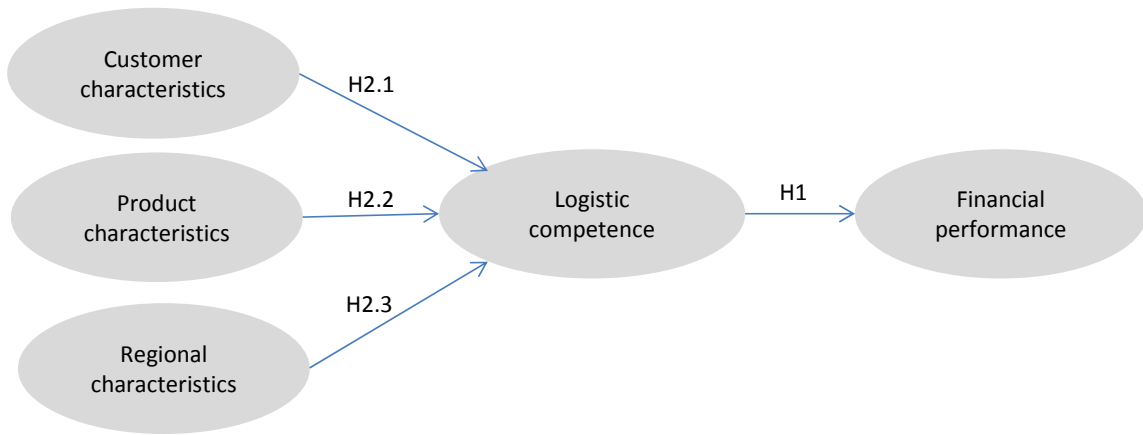 Customer
characteristics
H2.1
Product
characteristics
H2.2
Regional
characteristics
H2.3
Logistic
competence
H1
Financial
performance